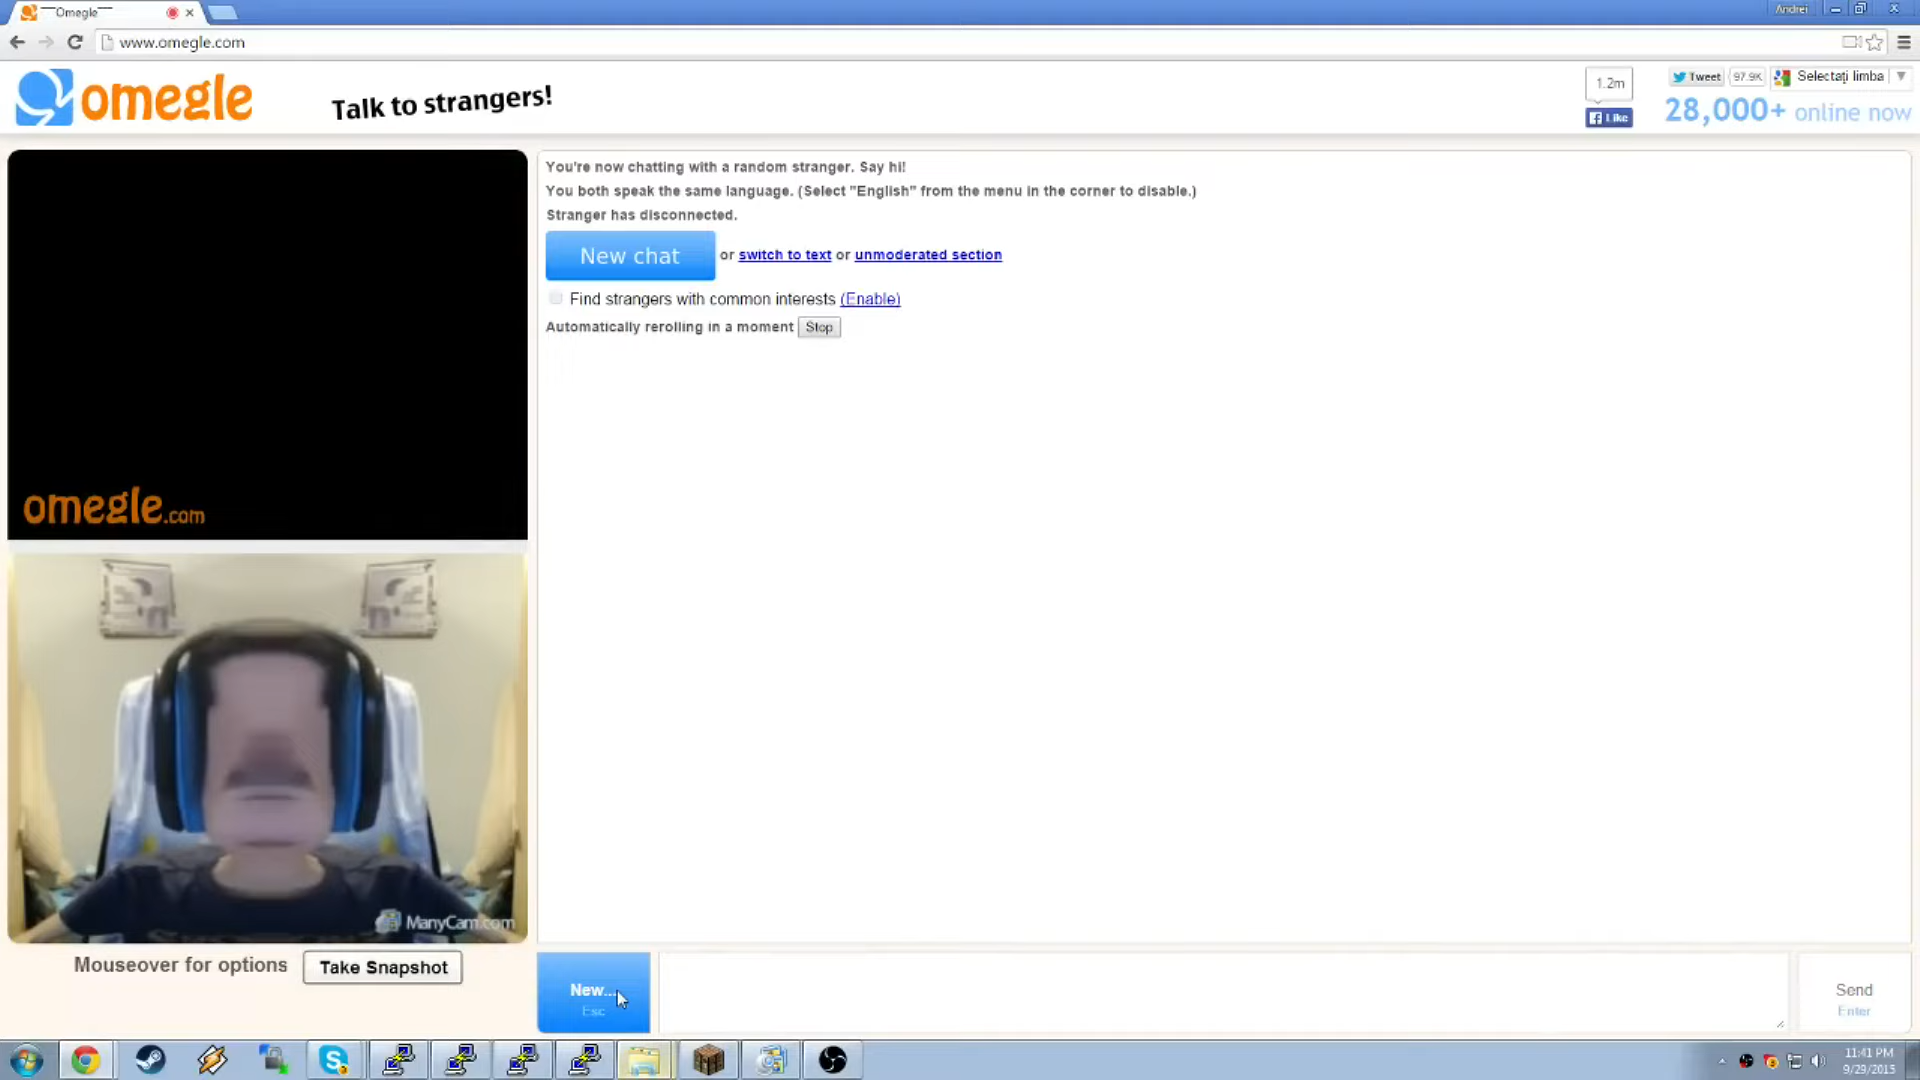 Omegle
Andrei
www.omegle.com
omegle
Talk to strangers!
1.2m
Like
Tweet
97.9K
Selectați limba
28,000+ online now
You're now chatting with a random stranger. Say hi!
You both speak the same language. (Select "English" from the menu in the corner to disable.)
Stranger has disconnected.
New chat or switch to text or unmoderated section
Find strangers with common interests (Enable)
Automatically rerolling in a moment Stop
omegle.com
ManyCam.com
Mouseover for options
Take Snapshot
New...
Esc
Send
Enter
11:41 PM
9/29/2015